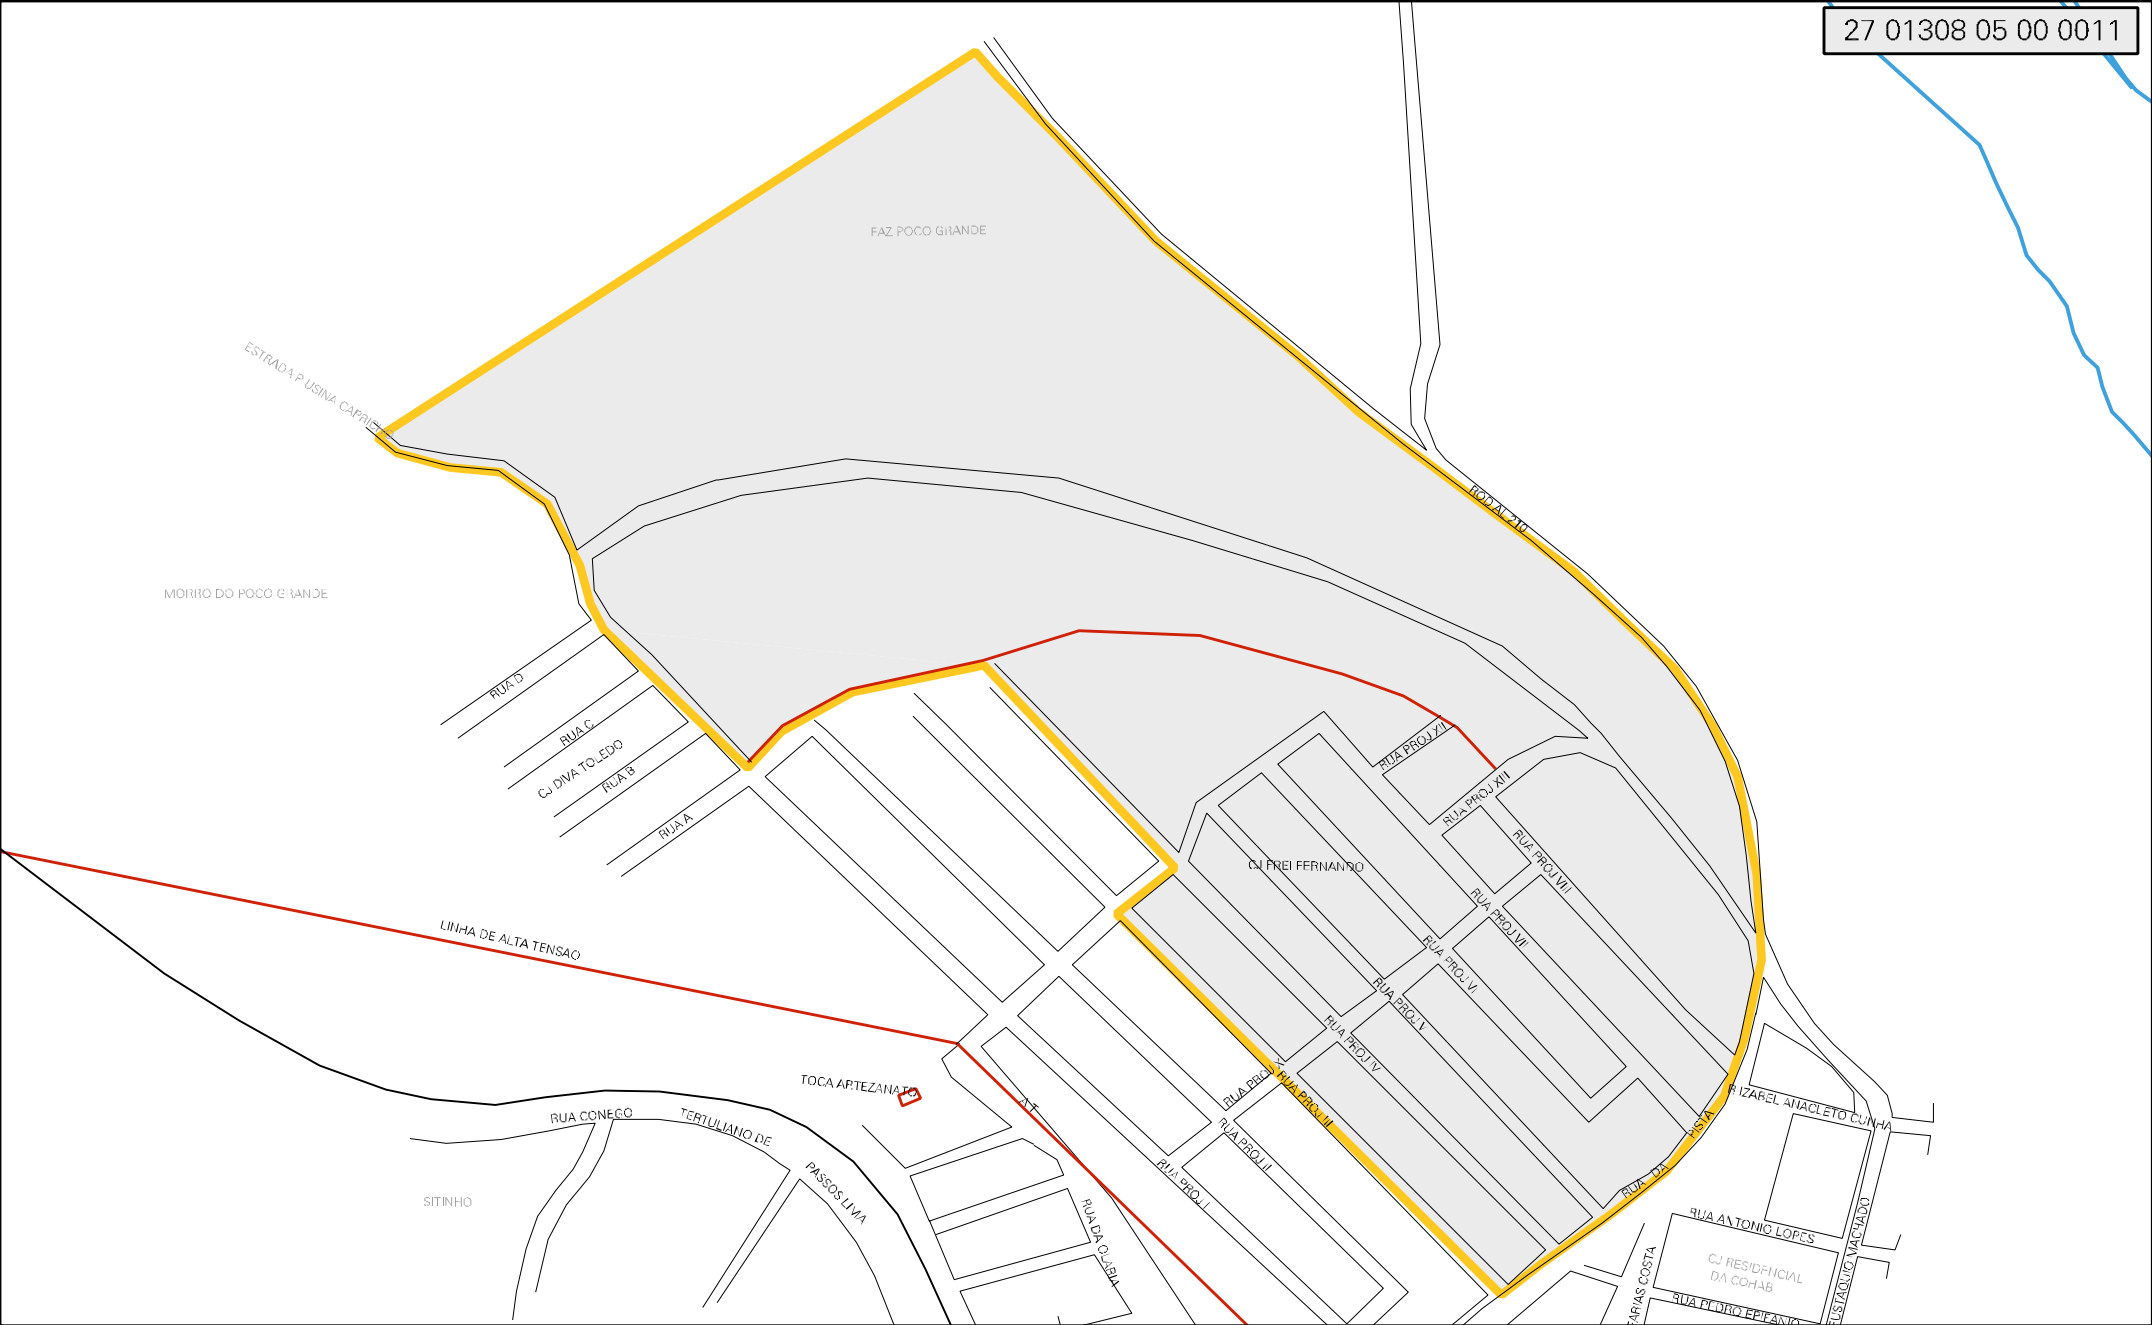 27 01308 05 00 0011
FAZ POCO GRANDE
ESTRADA P USINA
ROD AL 210
MORRO DO POCO GRANDE
RUA D
RUA C
CJ DIVA TOLEDO
RUA B
RUA A
RUA PROJ XII
RUA PROJ XIII
RUA PROJ VIII
CJ FREI FERNANDO
RUA PROJ VII
RUA PROJ VI
RUA PROJ V
RUA PROJ IV
LINHA DE ALTA TENSAO
TOCA ARTEZANATO
A.T.
RUA PROJ
X
RUA PROJ III
RUA PROJ II
RUA PROJ I
RUA CONEGO
TERTULIANO DE
PASSOS LIMA
SITINHO
RUA DA OLARIA
RUA DA
PISTA
R IZABEL ANACLETO CUNHA
RUA ANTONIO LOPES
CJ RESIDENCIAL
DA COHAB
RUA PEDRO EPIFANIO
FARIAS COSTA
EUSTAQUIO MACHADO